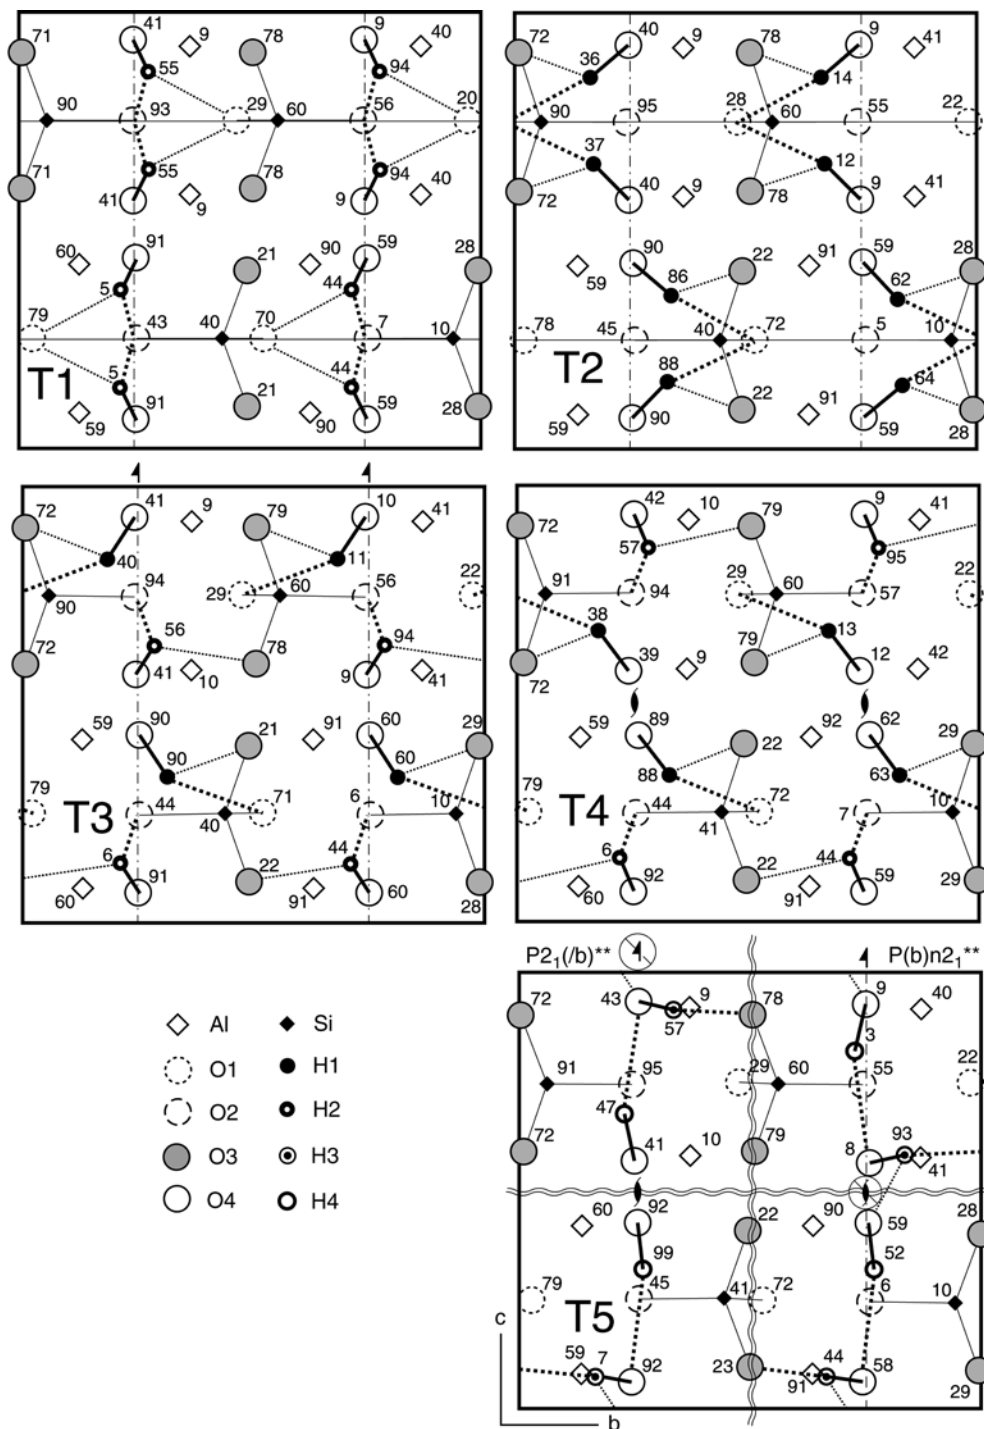 41 9
9 40
71 78
55 94
90 93 29 60 56 20
55 94
71 78
41 9 9 40
91 59 28
60 90 21
5 44
79 43 70 7
40 10
T1
5 44
91 21 59 28
59 90
40 9
72 9 78 41
36 14
90 95 28 60 55 22
37 12
72 40 78 9 41
90 59 28
59 22 91
86 62
78 45 40 72 5 10
T2
88 64
59 90 22 91 59 28
41 10
72 9 79 41
40 11
94 56 22
90 29 60
56 94
72 78
41 10 9 41
90 60 29
59 21 91
90 60
79 44 71 6 10
T3
40
6 44
60 91 22 91 60 28
42 9
72 10 79 41
57 95
91 29 60 22
94 57
38 13
72 79
39 9 12 42
89 62
59 22 92 29
88 63
79 44 72 7 10
T4
41
6 44
60 92 22 91 59 29
P2₁(/b)** P(b)n2₁**
72 43 9 78 9 40
57 3
91 95 29 60 55 22
47
72 41 10 79 8 93 41
60 92 22 90 59 28
99 52
79 45 41 72 6 10
T5
59 7 92 23 91 44 58 29
c
b
Al Si
O1 H1
O2 H2
O3 H3
O4 H4